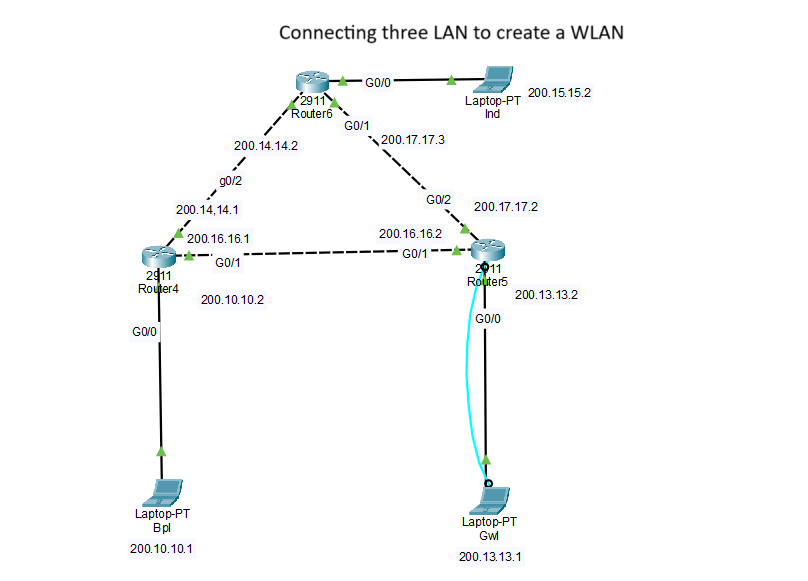 Connecting three LAN to create a WLAN
G0/0
Laptop-PT
Ind
200.15.15.2
2911
Router6
G0/1
200.17.17.3
200.14.14.2
g0/2
G0/2
200.17.17.2
200.14,14.1
200.16.16.1
200.16.16.2
G0/1
G0/1
2911
Router4
2911
Router5
200.10.10.2
200.13.13.2
G0/0
G0/0
Laptop-PT
Bpl
200.10.10.1
Laptop-PT
Gwl
200.13.13.1